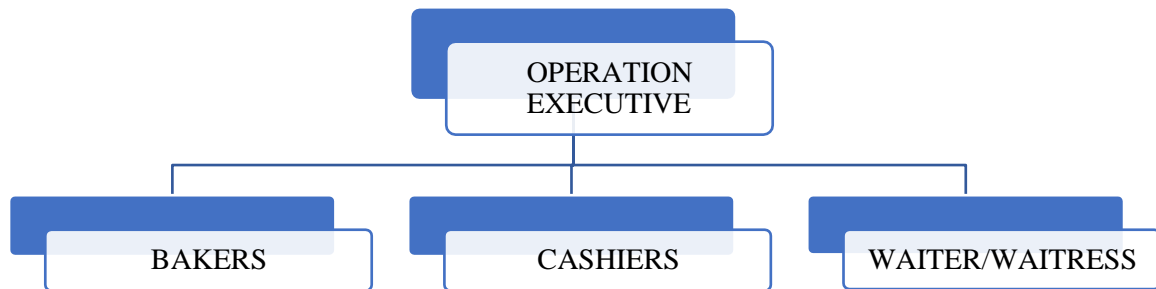 OPERATION
EXECUTIVE
BAKERS
CASHIERS
WAITER/WAITRESS